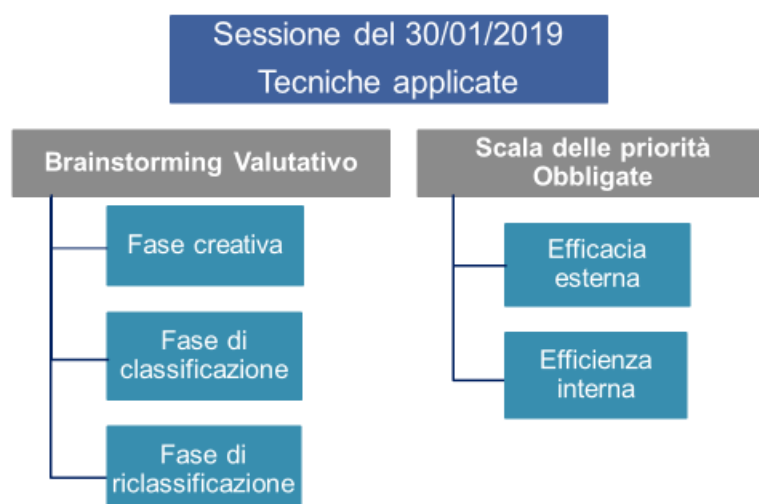 Sessione del 30/01/2019
Tecniche applicate
Brainstorming Valutativo
Fase creativa
Fase di
classificazione
Fase di
riclassificazione
Scala delle priorità
Obbligate
Efficacia
esterna
Efficienza
interna